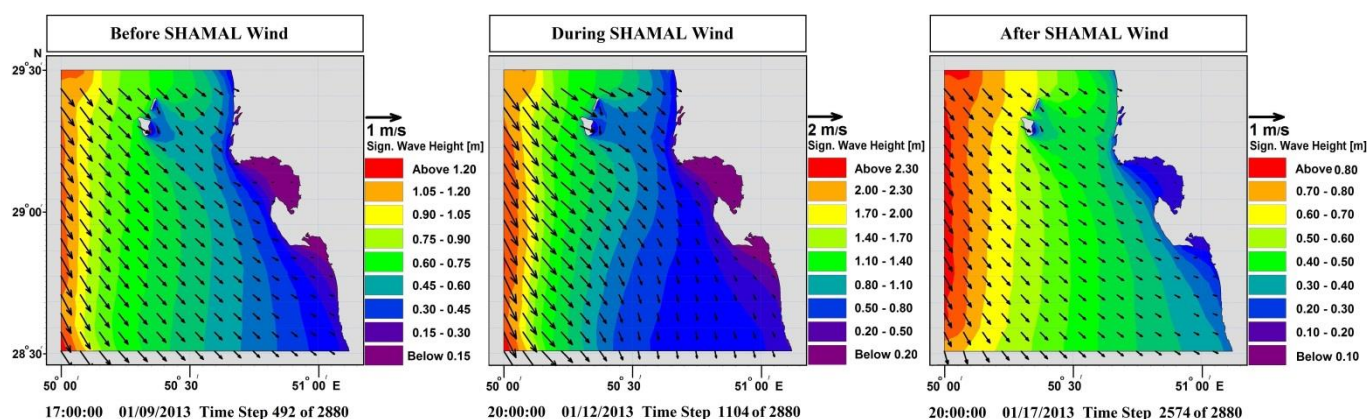 Before SHAMAL Wind
N
29°30'
29°00'
28°30'
50°00'
50°30'
51°00' E
1 m/s
Sign. Wave Height [m]
Above 1.20
1.05 - 1.20
0.90 - 1.05
0.75 - 0.90
0.60 - 0.75
0.45 - 0.60
0.30 - 0.45
0.15 - 0.30
Below 0.15
17:00:00 01/09/2013 Time Step 492 of 2880
During SHAMAL Wind
50°00'
50°30'
51°00' E
2 m/s
Sign. Wave Height [m]
Above 2.30
2.00 - 2.30
1.70 - 2.00
1.40 - 1.70
1.10 - 1.40
0.80 - 1.10
0.50 - 0.80
0.20 - 0.50
Below 0.20
20:00:00 01/12/2013 Time Step 1104 of 2880
After SHAMAL Wind
50°00'
50°30'
51°00' E
1 m/s
Sign. Wave Height [m]
Above 0.80
0.70 - 0.80
0.60 - 0.70
0.50 - 0.60
0.40 - 0.50
0.30 - 0.40
0.20 - 0.30
0.10 - 0.20
Below 0.10
20:00:00 01/17/2013 Time Step 2574 of 2880